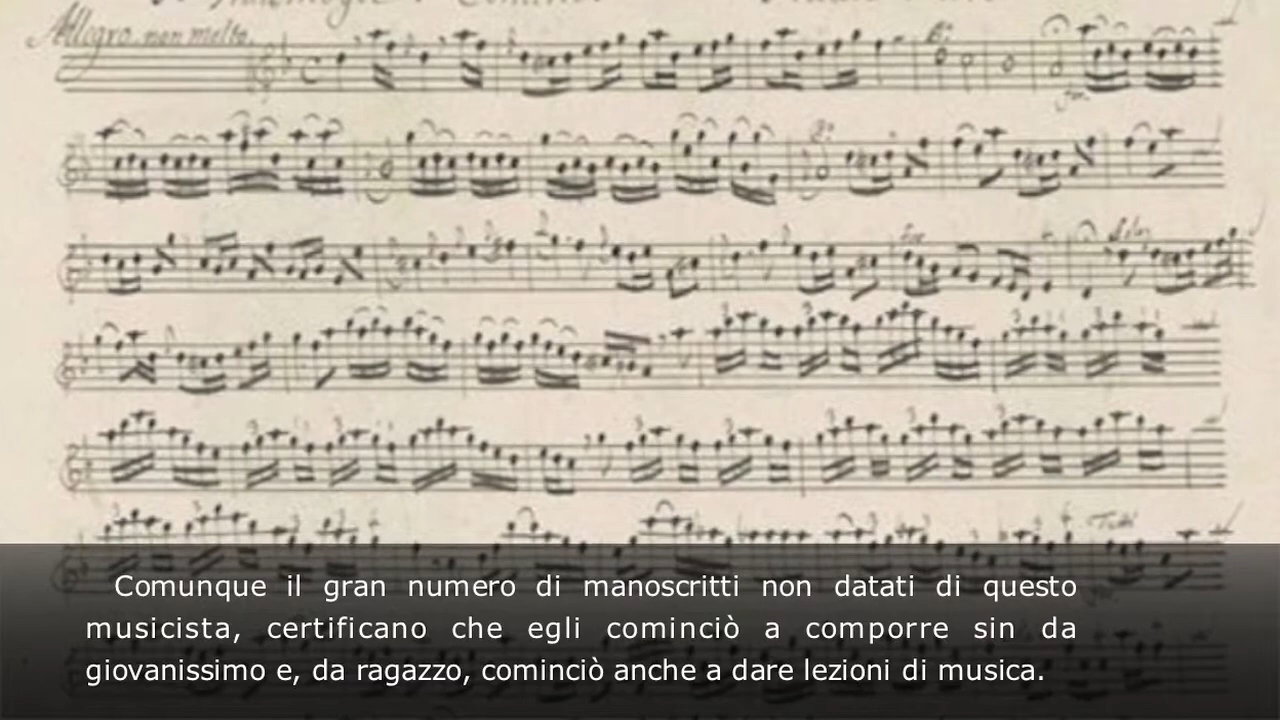 Allegro non molto
Comunque il gran numero di manoscritti non datati di questo
musicista, certificano che egli cominciò a comporre sin da
giovanissimo e, da ragazzo, cominciò anche a dare lezioni di musica.